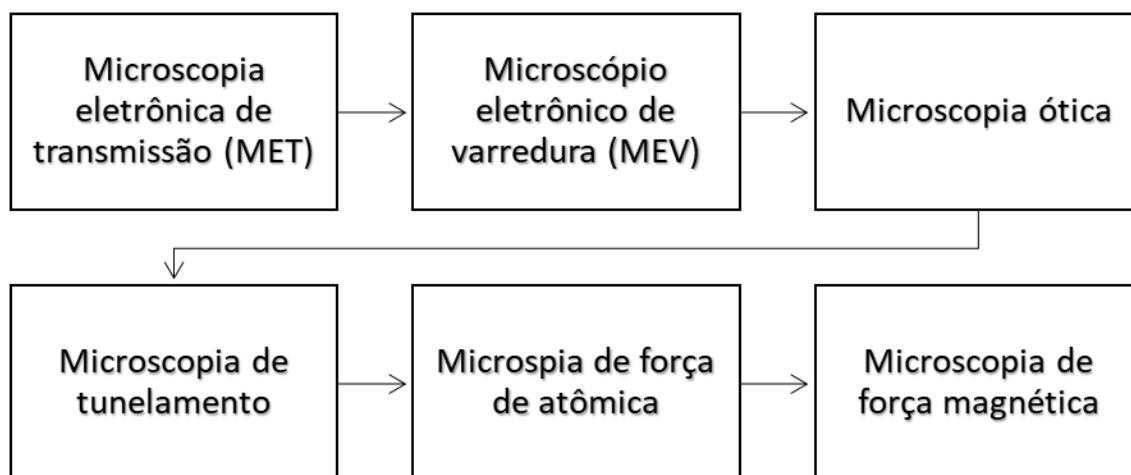 Microscopia
eletrônica de
transmissão (MET)
Microscópio
eletrônico de
varredura (MEV)
Microscopia ótica
Microscopia de
tunelamento
Microspia de força
de atômica
Microscopia de
força magnética